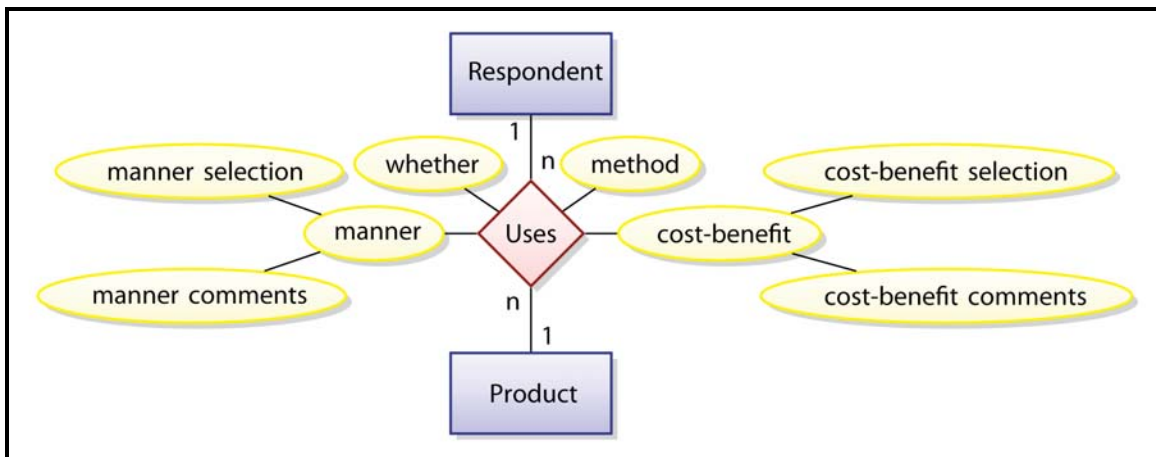 Respondent
1
n
whether
method
manner selection
cost-benefit selection
manner
Uses
cost-benefit
manner comments
cost-benefit comments
n
1
Product